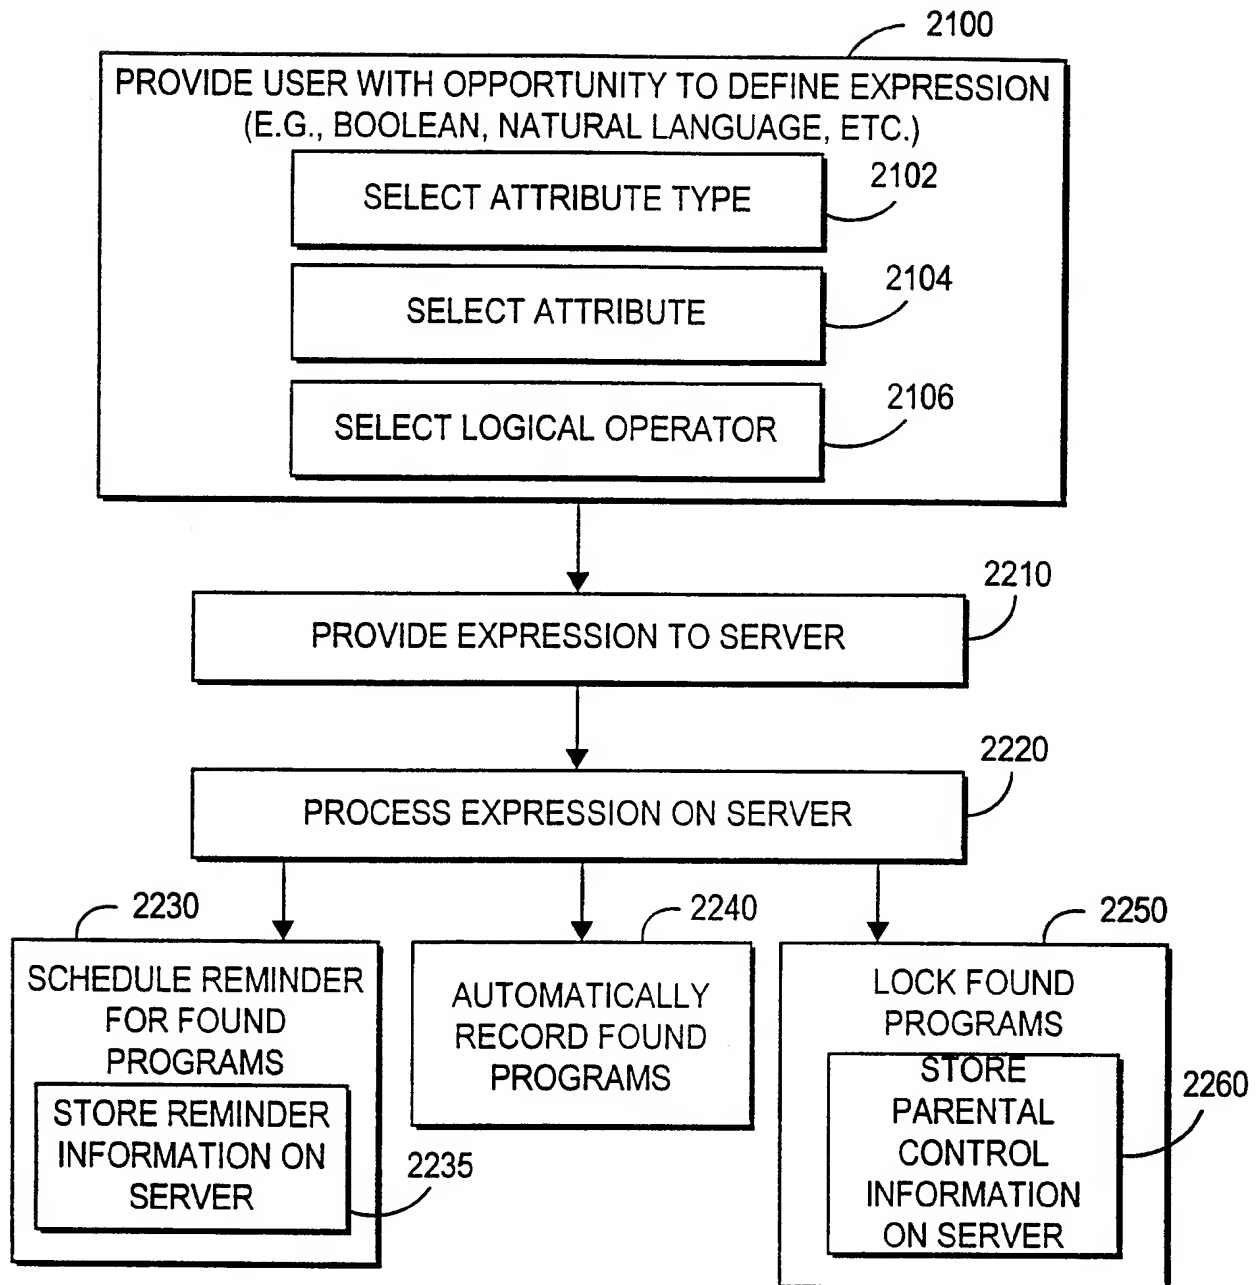 2100
PROVIDE USER WITH OPPORTUNITY TO DEFINE EXPRESSION
(E.G., BOOLEAN, NATURAL LANGUAGE, ETC.)
SELECT ATTRIBUTE TYPE
2102
SELECT ATTRIBUTE
2104
SELECT LOGICAL OPERATOR
2106
PROVIDE EXPRESSION TO SERVER
2210
PROCESS EXPRESSION ON SERVER
2220
2230
SCHEDULE REMINDER
FOR FOUND
PROGRAMS
STORE REMINDER
INFORMATION ON
SERVER
2235
2240
AUTOMATICALLY
RECORD FOUND
PROGRAMS
2250
LOCK FOUND
PROGRAMS
STORE
PARENTAL
CONTROL
INFORMATION
ON SERVER
2260